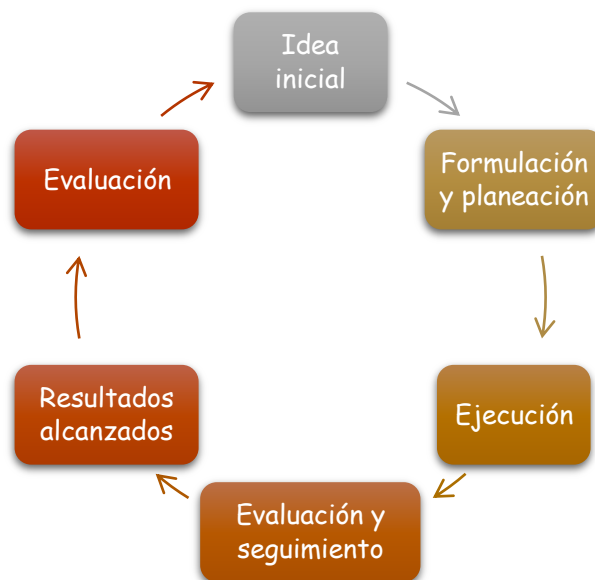 Idea
inicial
Formulación
y planeación
Ejecución
Evaluación y
seguimiento
Resultados
alcanzados
Evaluación